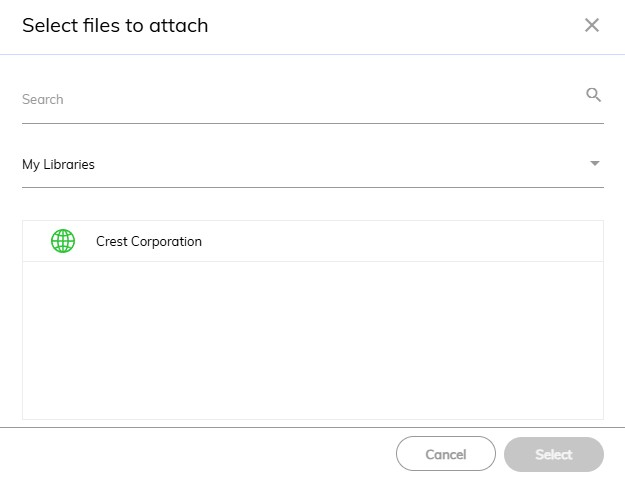 Select files to attach
Search
My Libraries
Crest Corporation
Cancel
Select